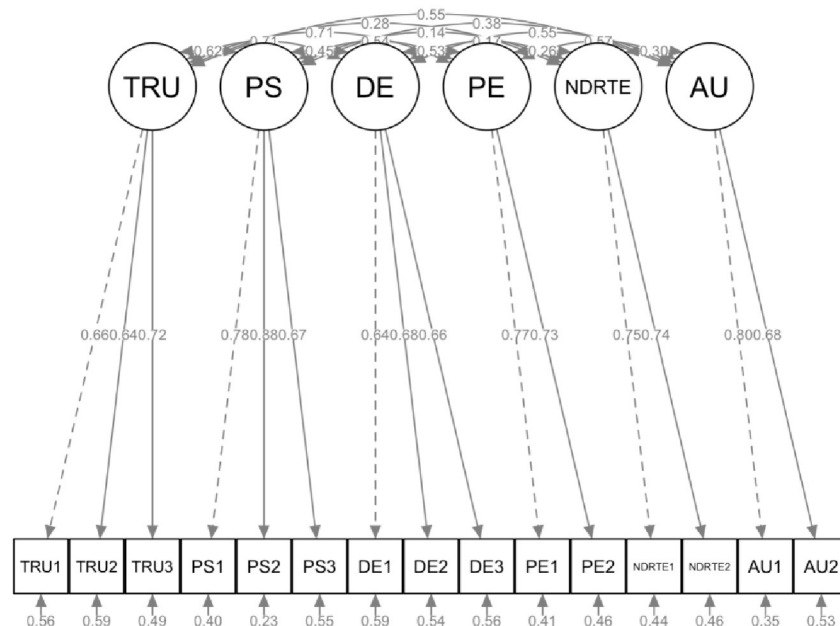 0.55
0.28 0.38
0.71 0.14 0.55
0.71 0.54 0.17 0.57
0.62 0.45 0.53 0.26 0.30
TRU PS DE PE NDRTE AU
0.660.640.72 0.780.880.67 0.640.680.66 0.770.73 0.750.74 0.800.68
TRU1 TRU2 TRU3 PS1 PS2 PS3 DE1 DE2 DE3 PE1 PE2 NDRTE1 NDRTE2 AU1 AU2
0.56 0.59 0.49 0.40 0.23 0.55 0.59 0.54 0.56 0.41 0.46 0.44 0.46 0.35 0.53